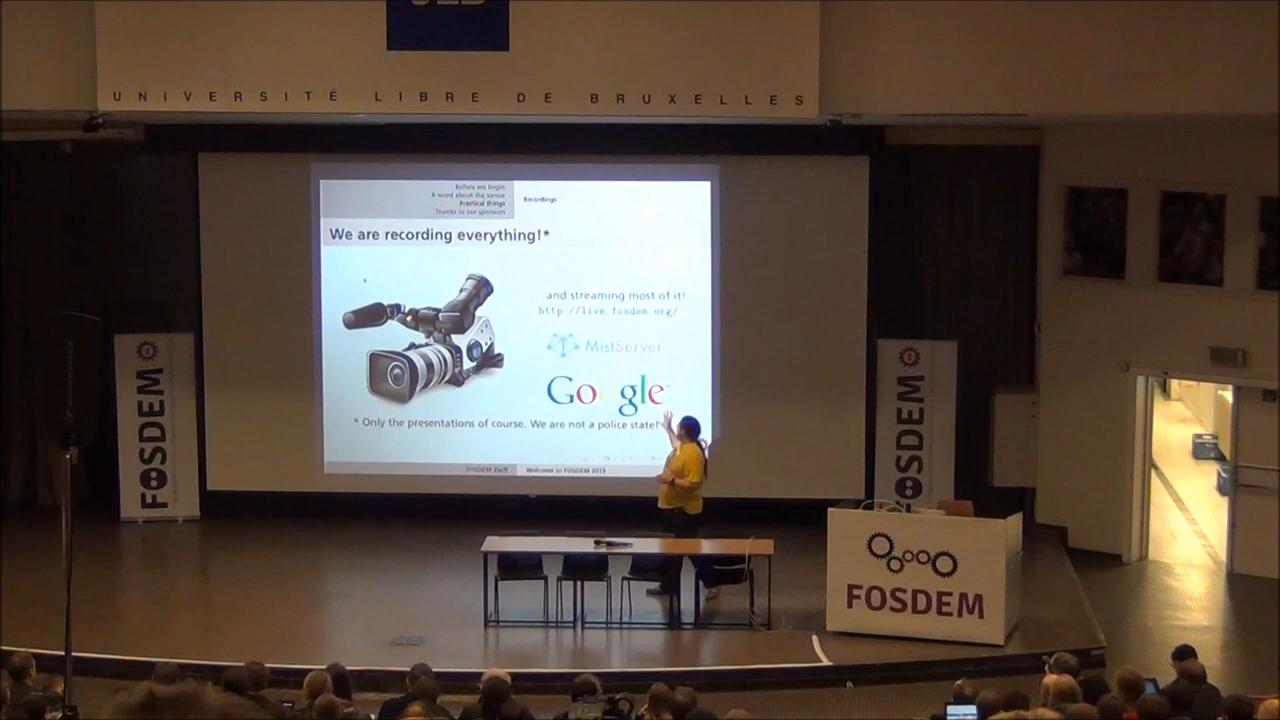 UNIVERSITÉ LIBRE DE BRUXELLES
Before we begin
A word about the venue
Practical things
Thanks to our sponsors
Recordings
We are recording everything!*
and streaming most of it!
http://live.fosdem.org/
MistServer
Google
* Only the presentations of course. We are not a police state!
FOSDEM Staff
Welcome to FOSDEM 2013
FOSDEM
FOSDEM
FOSDEM